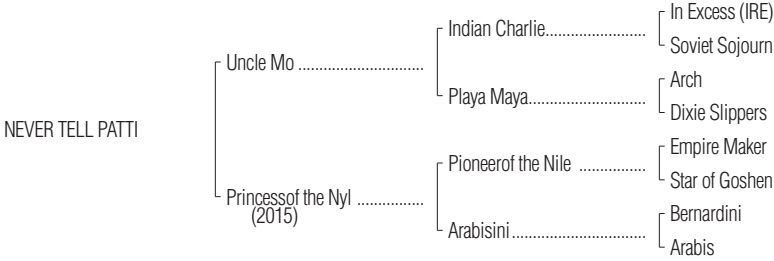 In Excess (IRE)
Indian Charlie.......................
Soviet Sojourn
Uncle Mo ............................
Arch
Playa Maya...........................
Dixie Slippers
NEVER TELL PATTI
Empire Maker
Pioneerof the Nile ...............
Star of Goshen
Princessof the Nyl ...............
(2015)
Bernardini
Arabisini..............................
Arabis